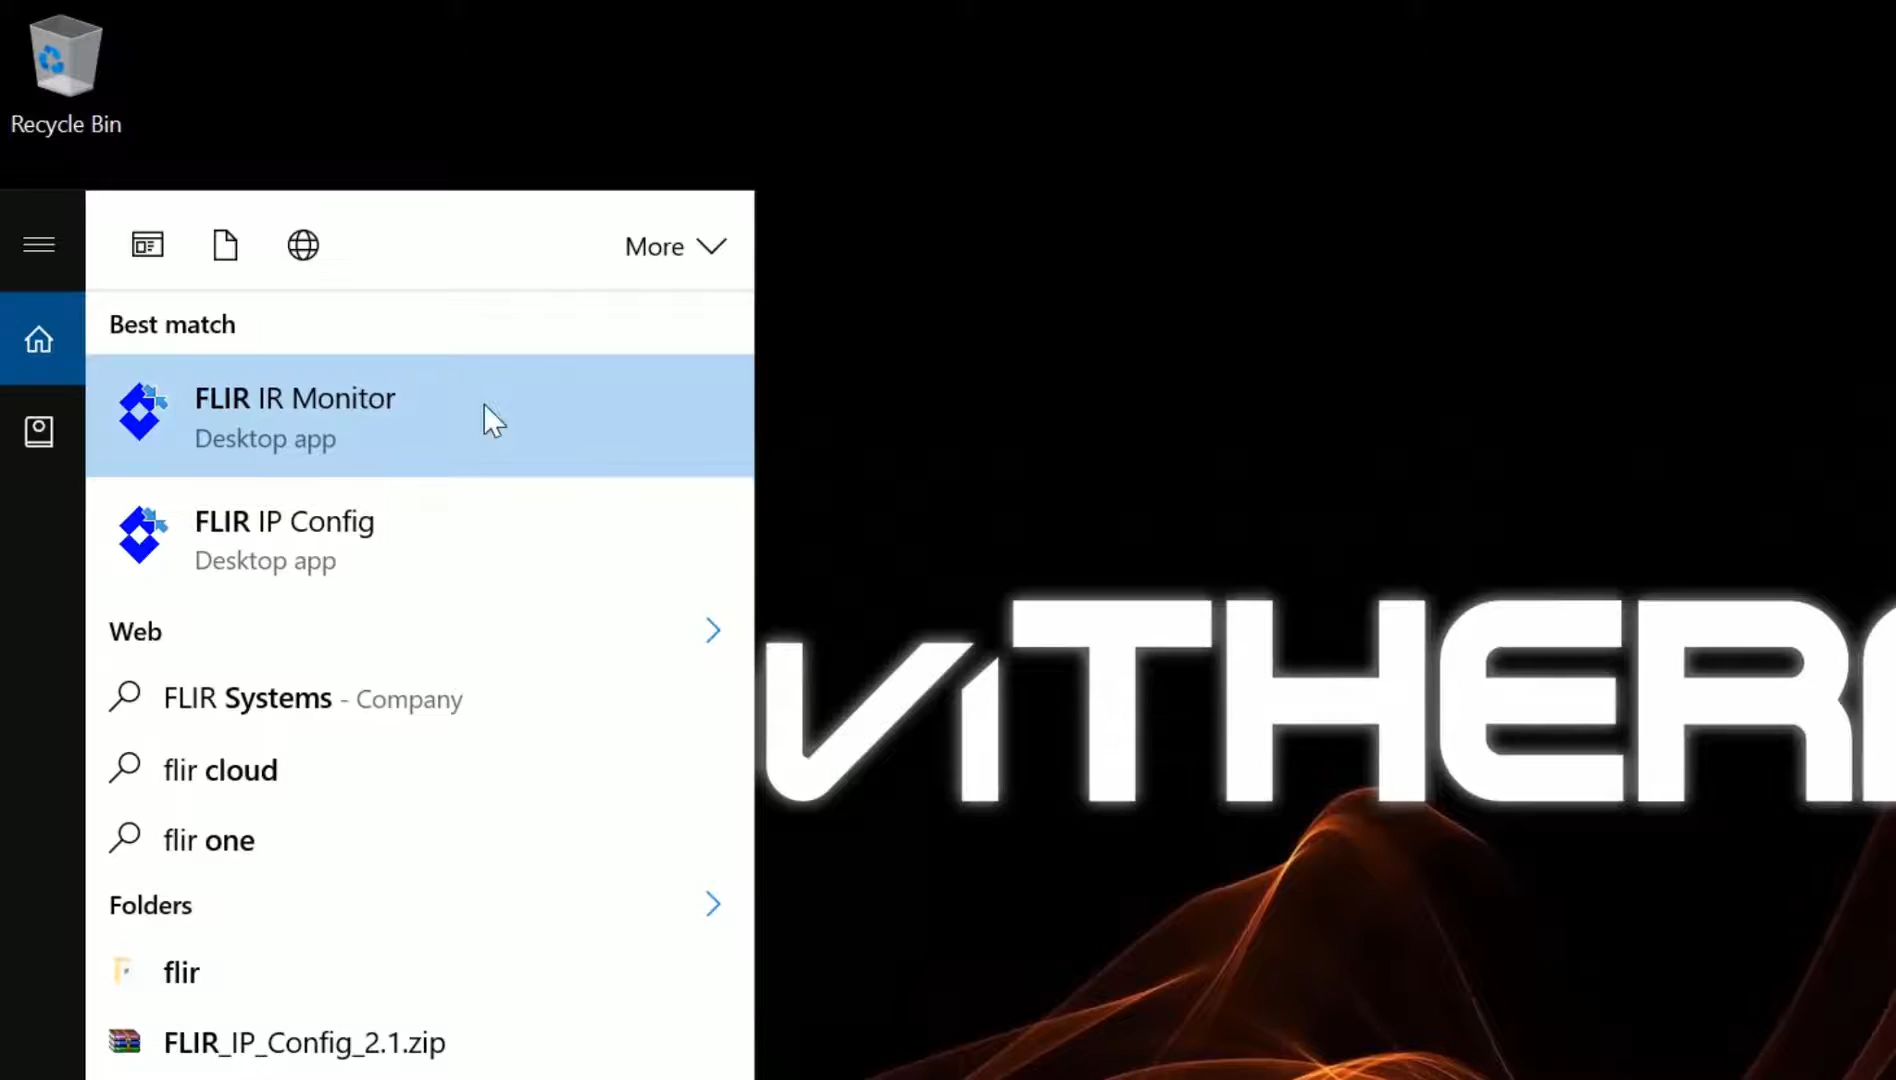 Recycle Bin
More
Best match
FLIR IR Monitor
Desktop app
FLIR IP Config
Desktop app
Web
FLIR Systems - Company
flir cloud
flir one
Folders
flir
FLIR_IP_Config_2.1.zip
viTHER